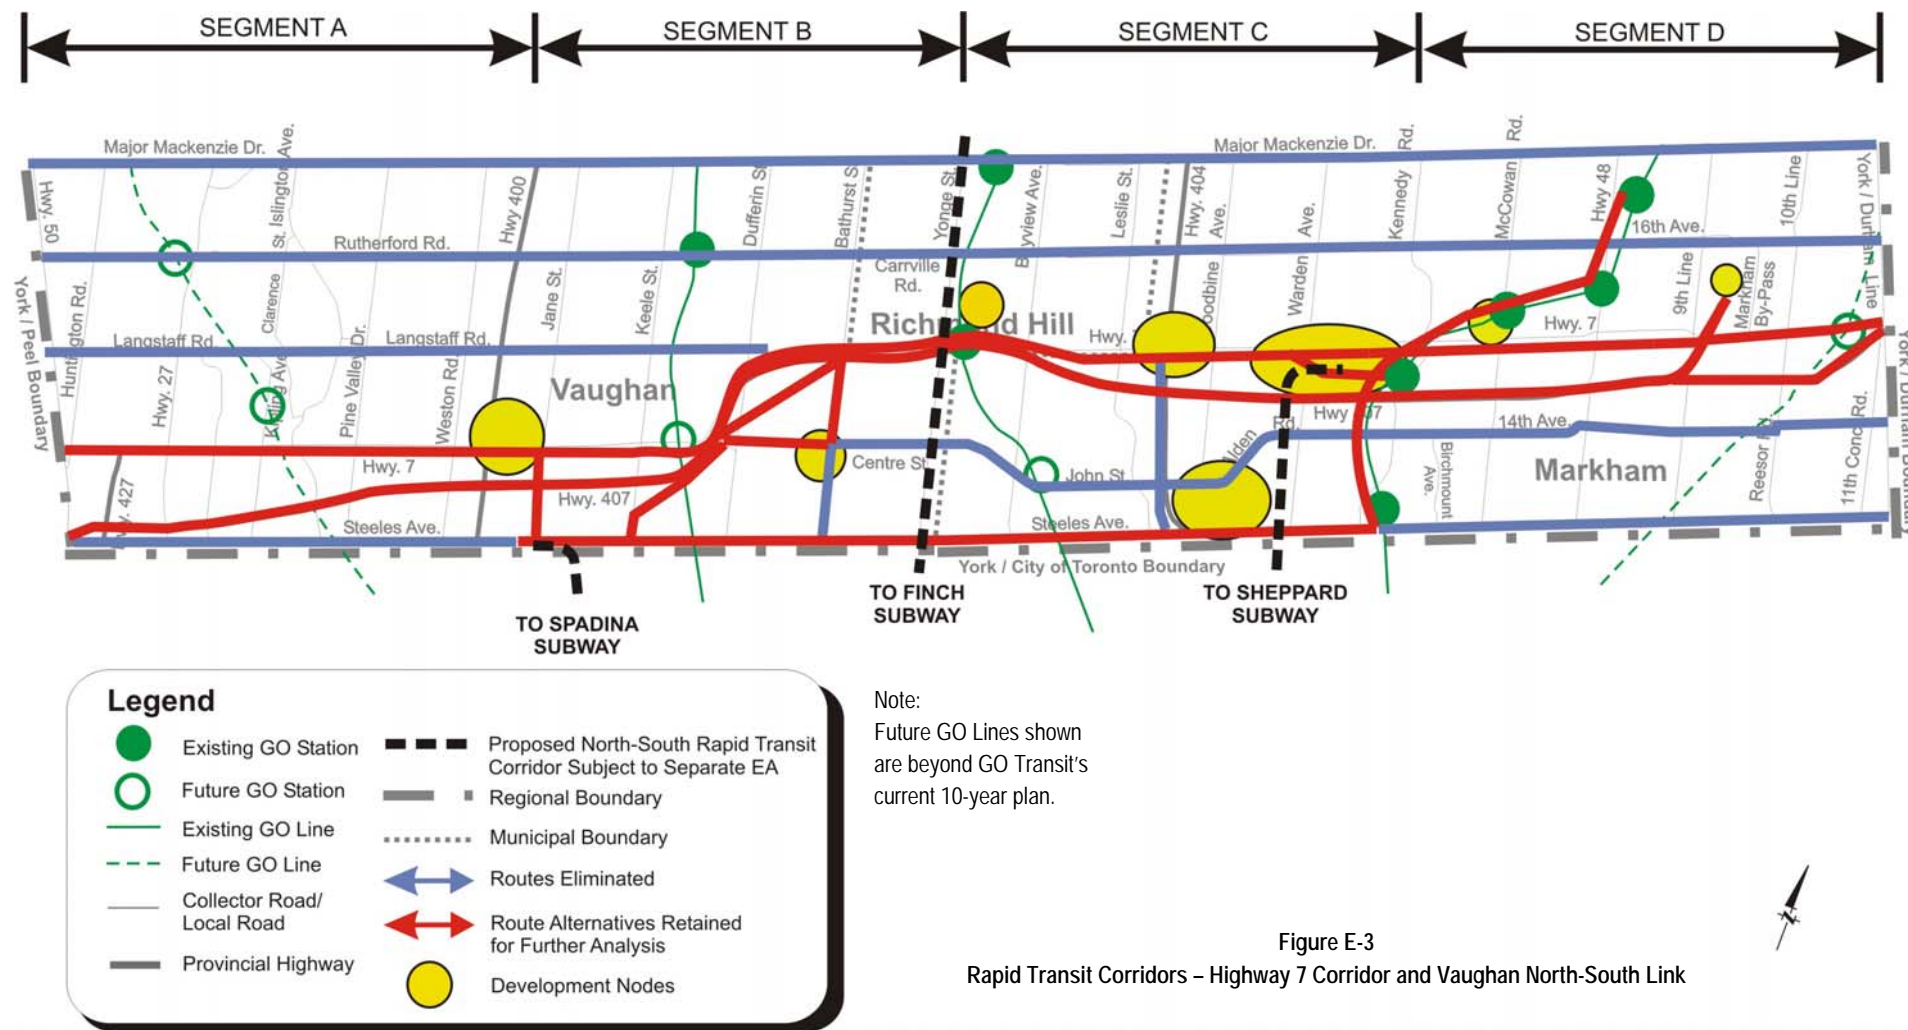 SEGMENT A
SEGMENT B
SEGMENT C
SEGMENT D
Major Mackenzie Dr.
Major Mackenzie Dr.
Hwy. 50
Islington Ave.
St.
Hwy 400
Dufferin St
Bathurst S
Yonge St.
Bayview Ave.
Leslie St.
Hwy. 404
Ave.
Ave.
Kennedy Rd.
McCowan Rd.
Hwy 48
16th Ave.
10th Line
York / Durham Line
Rutherford Rd.
Carrville
Rd.
York / Peel Boundary
Huntington Rd.
Clarence
Jane St.
Keele St.
Richmond Hill
Hwy.
Woodbine
Warden
Hwy. 7
9th Line
Markham
By-Pass
Langstaff Rd.
Langstaff Rd.
Hwy. 27
Kipling Ave
Pine Valley Dr.
Weston Rd.
Vaughan
Hwy 407
Rd.
14th Ave.
York / Durham Boundary
Hwy. 7
Centre St
John St
Alden
Birchmount
Ave.
Markham
Reesor Rd
11th Conc Rd.
Hwy. 427
Hwy. 407
Steeles Ave.
Steeles Ave.
York / City of Toronto Boundary
TO SPADINA
SUBWAY
TO FINCH
SUBWAY
TO SHEPPARD
SUBWAY
Legend
Existing GO Station
Future GO Station
Existing GO Line
Future GO Line
Collector Road/
Local Road
Provincial Highway
Proposed North-South Rapid Transit
Corridor Subject to Separate EA
Regional Boundary
Municipal Boundary
Routes Eliminated
Route Alternatives Retained
for Further Analysis
Development Nodes
Note:
Future GO Lines shown
are beyond GO Transit's
current 10-year plan.
N
Figure E-3
Rapid Transit Corridors – Highway 7 Corridor and Vaughan North-South Link